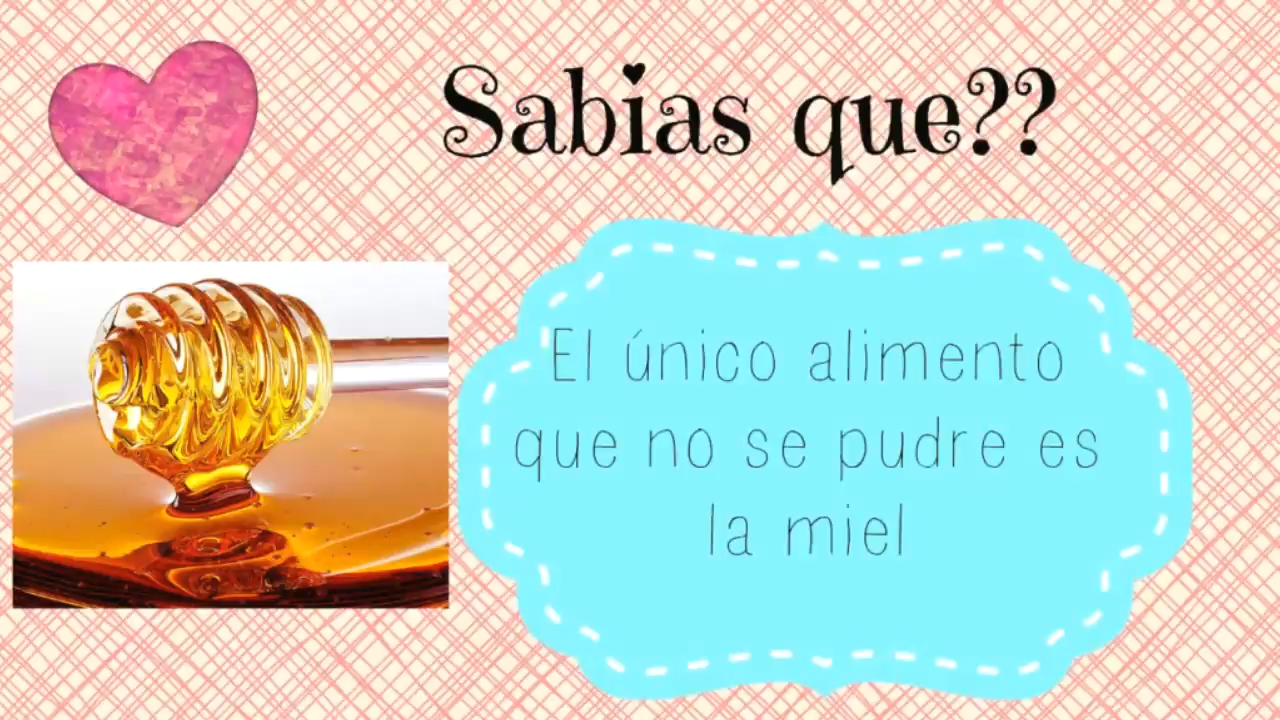 Sabias que??
El único alimento
que no se pudre es
la miel